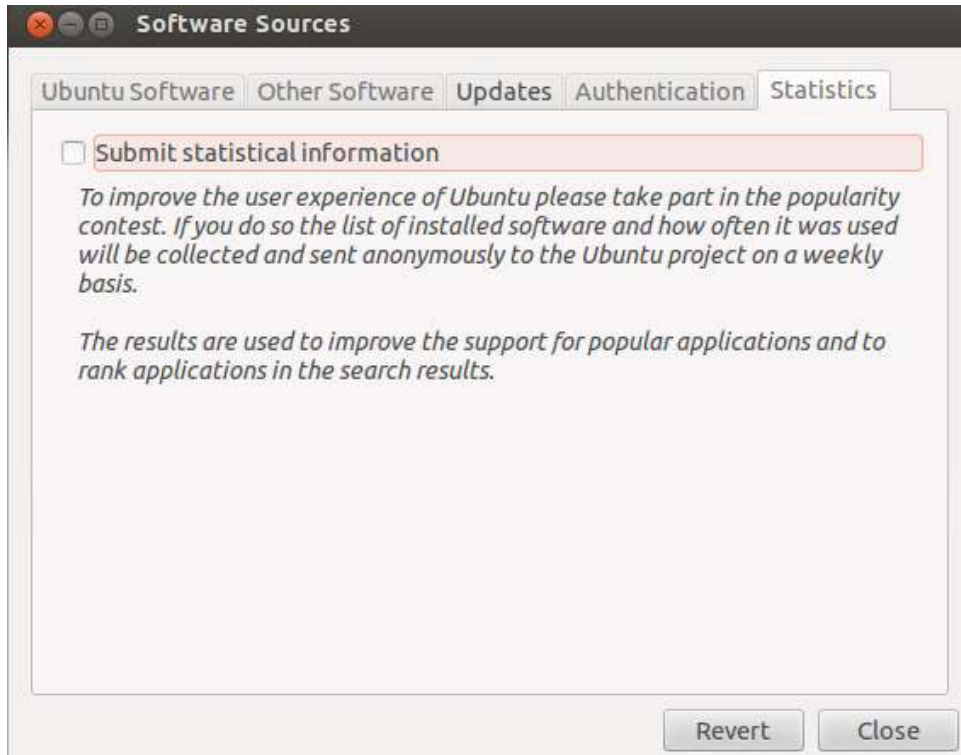 Software Sources
Ubuntu Software Other Software Updates Authentication Statistics
Submit statistical information
To improve the user experience of Ubuntu please take part in the popularity
contest. If you do so the list of installed software and how often it was used
will be collected and sent anonymously to the Ubuntu project on a weekly
basis.
The results are used to improve the support for popular applications and to
rank applications in the search results.
Revert Close